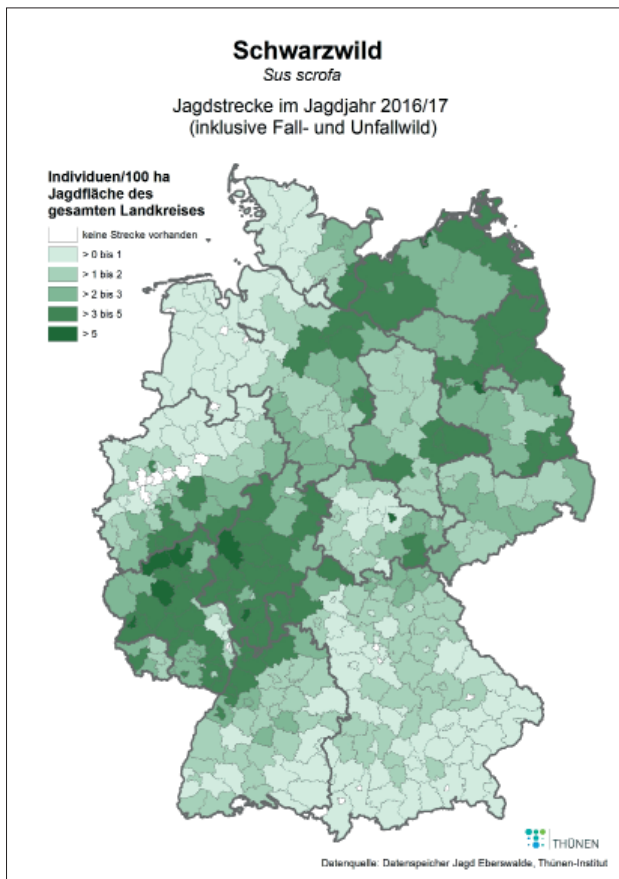 Schwarzwild
Sus scrofa
Jagdstrecke im Jagdjahr 2016/17
(inklusive Fall- und Unfallwild)
Individuen/100 ha
Jagdfläche des
gesamten Landkreises
keine Strecke vorhanden
> 0 bis 1
> 1 bis 2
> 2 bis 3
> 3 bis 5
> 5
THÜNEN
Datenquelle: Datenspeicher Jagd Eberswalde, Thünen-Institut